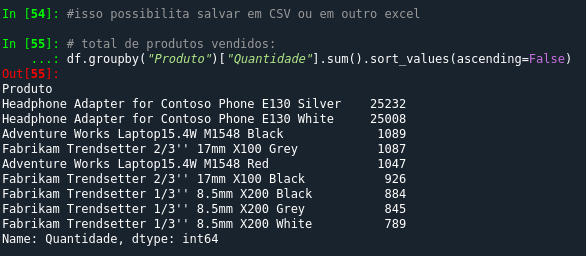 In [54]: #isso possibilita salvar em CSV ou em outro excel
In [55]: # total de produtos vendidos:
    ...: df.groupby("Produto")["Quantidade"].sum().sort_values(ascending=False)
Out[55]:
Produto
Headphone Adapter for Contoso Phone E130 Silver    25232
Headphone Adapter for Contoso Phone E130 White     25008
Adventure Works Laptop15.4W M1548 Black             1089
Fabrikam Trendsetter 2/3'' 17mm X100 Grey           1087
Adventure Works Laptop15.4W M1548 Red               1047
Fabrikam Trendsetter 2/3'' 17mm X100 Black           926
Fabrikam Trendsetter 1/3'' 8.5mm X200 Black          884
Fabrikam Trendsetter 1/3'' 8.5mm X200 Grey           845
Fabrikam Trendsetter 1/3'' 8.5mm X200 White          789
Name: Quantidade, dtype: int64